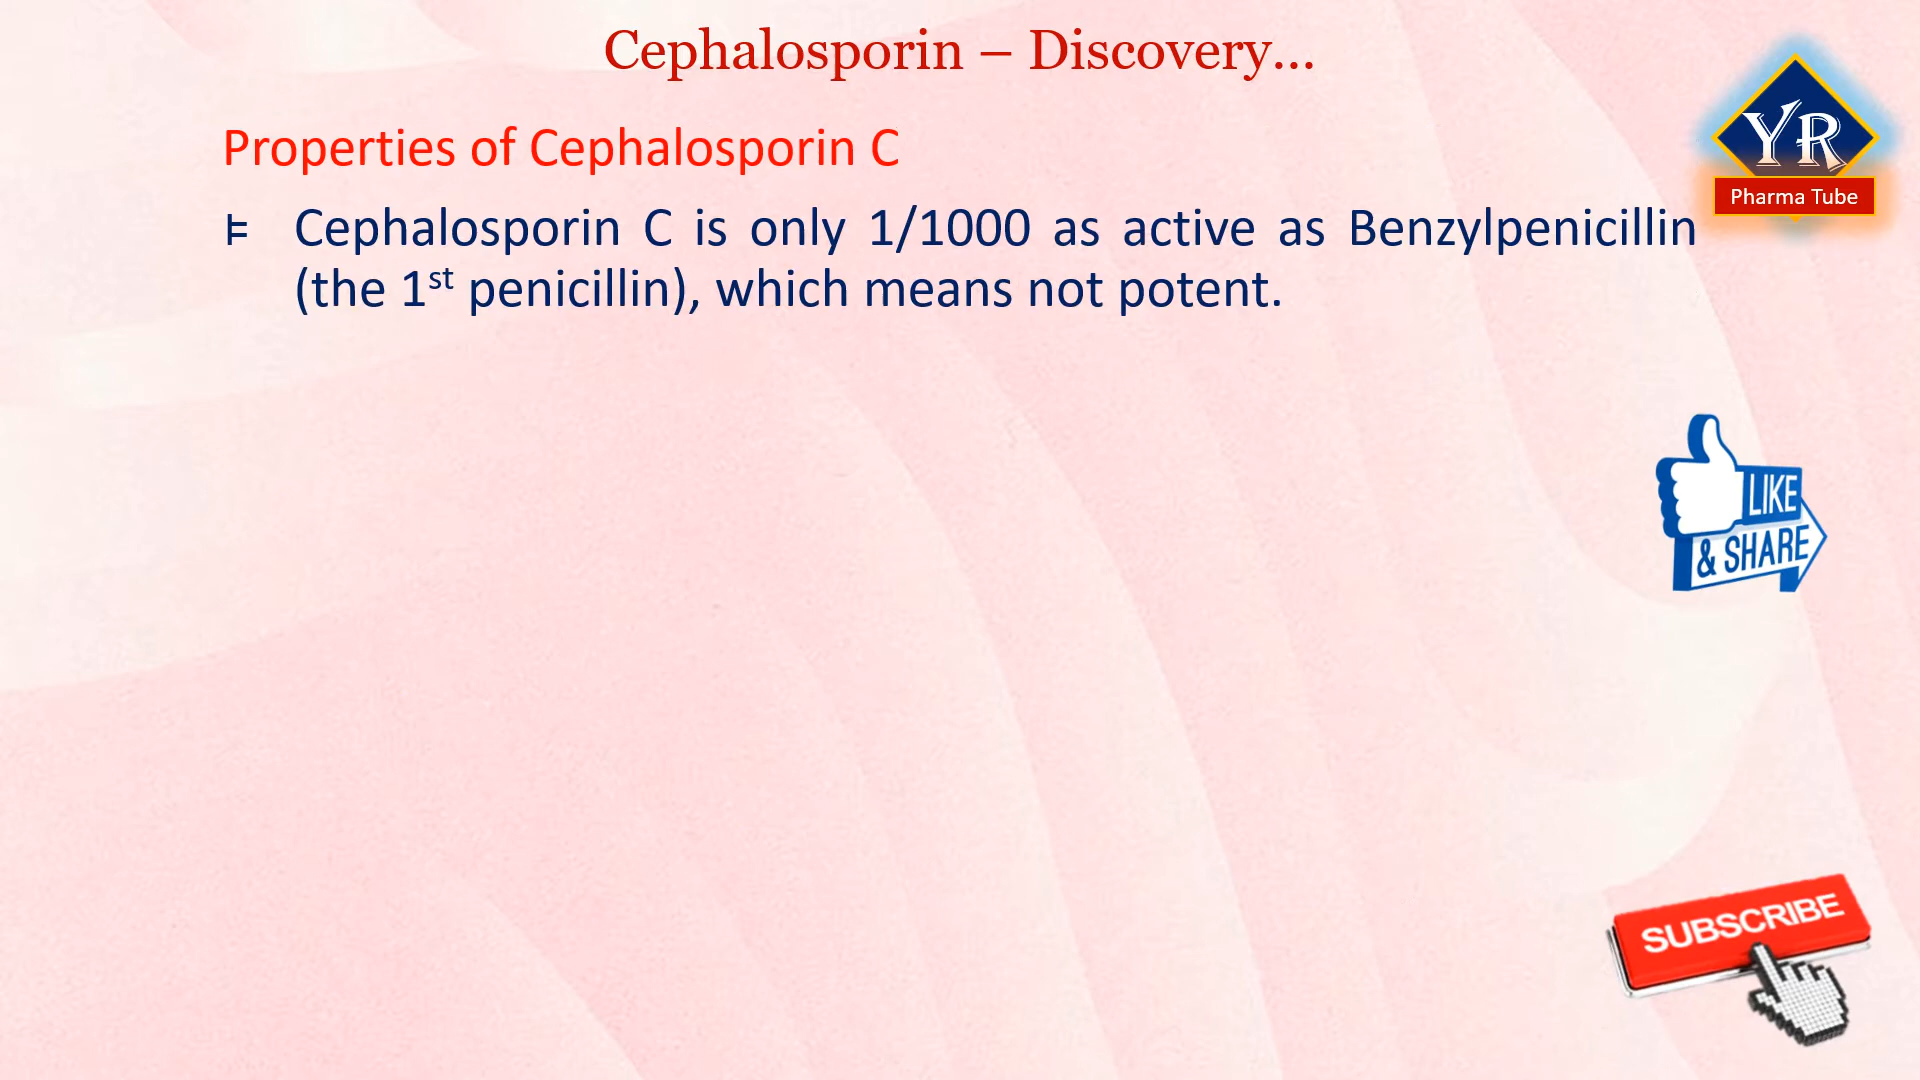 Cephalosporin – Discovery...
YR
Pharma Tube
Properties of Cephalosporin C
Cephalosporin C is only 1/1000 as active as Benzylpenicillin
(the 1st penicillin), which means not potent.
LIKE
& SHARE
SUBSCRIBE